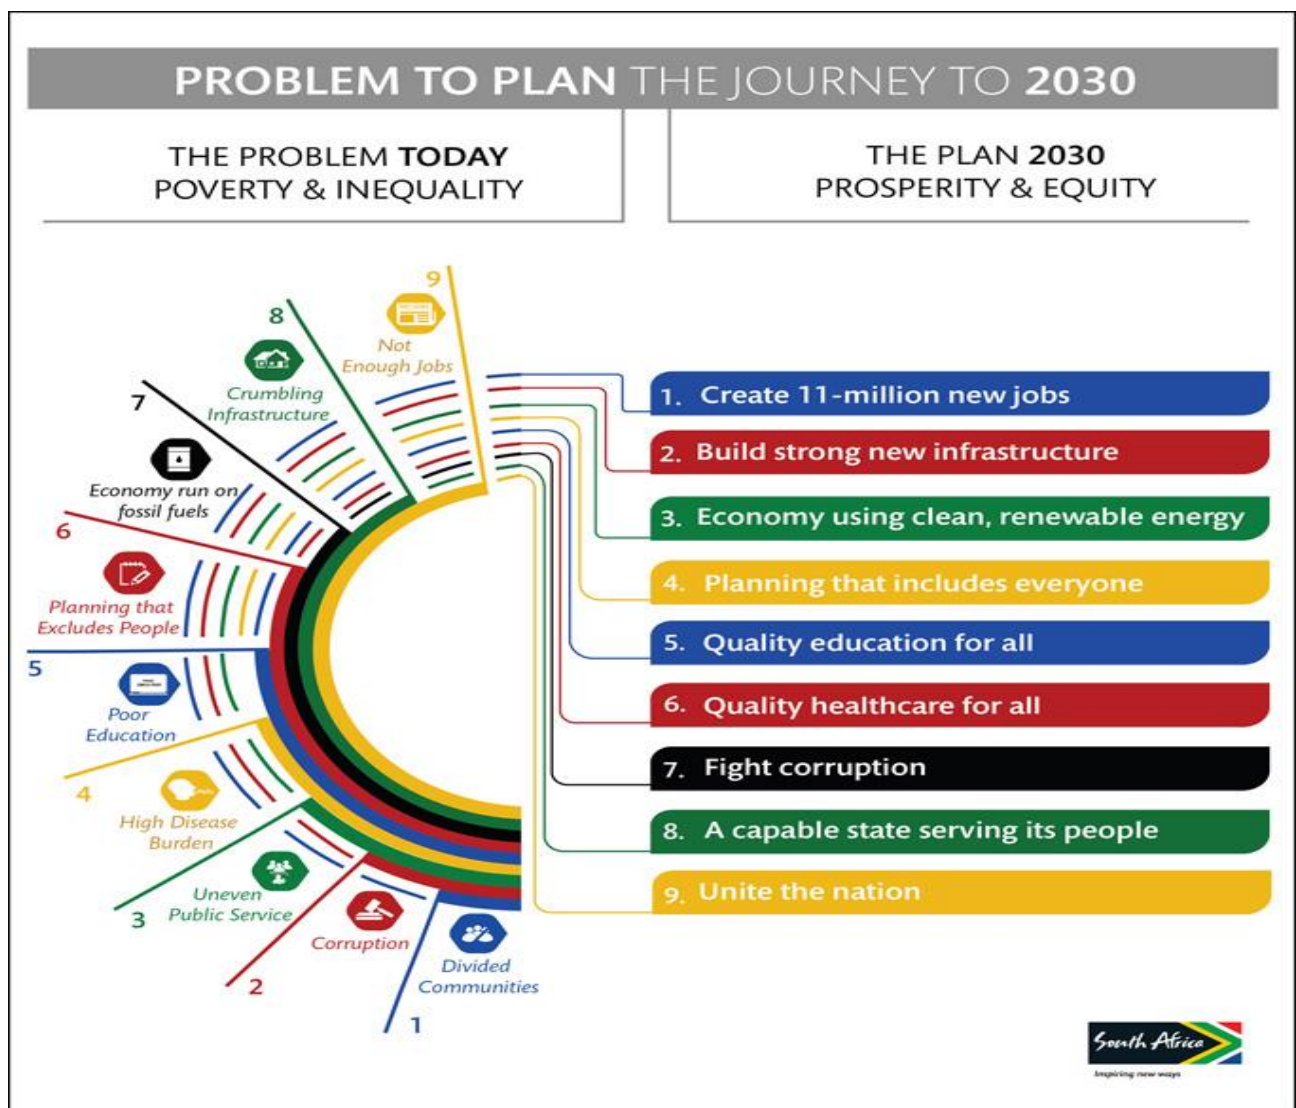 PROBLEM TO PLAN THE JOURNEY TO 2030
THE PROBLEM TODAY
POVERTY & INEQUALITY
THE PLAN 2030
PROSPERITY & EQUITY
9
Not
Enough Jobs
8
Crumbling
Infrastructure
7
Economy run on
fossil fuels
6
Planning that
Excludes People
5
Poor
Education
4
High Disease
Burden
3
Uneven
Public Service
2
Corruption
1
Divided
Communities
1. Create 11-million new jobs
2. Build strong new infrastructure
3. Economy using clean, renewable energy
4. Planning that includes everyone
5. Quality education for all
6. Quality healthcare for all
7. Fight corruption
8. A capable state serving its people
9. Unite the nation
South Africa
Inspiring new ways